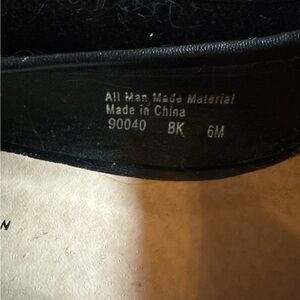 All Man Made Material
Made in China
90040 BK 6M
N